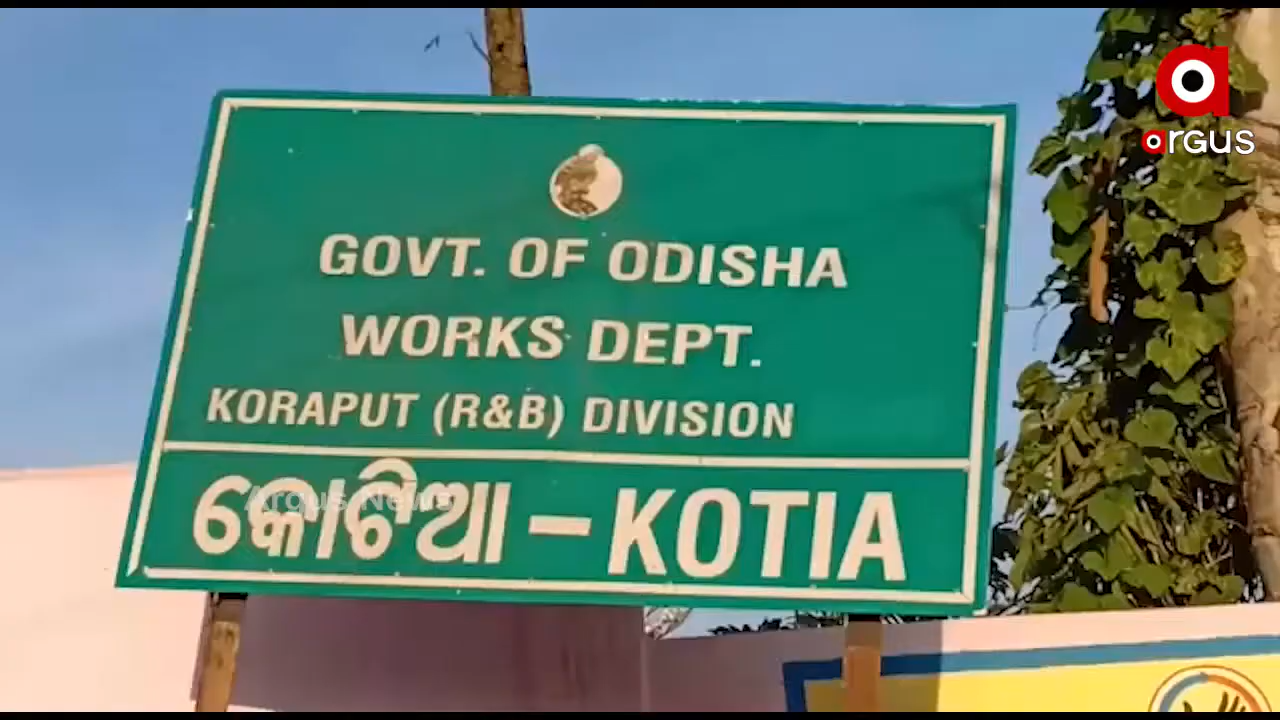 argus
GOVT. OF ODISHA
WORKS DEPT.
KORAPUT (R&B) DIVISION
କୋଟିଆ – KOTIA
Argus News